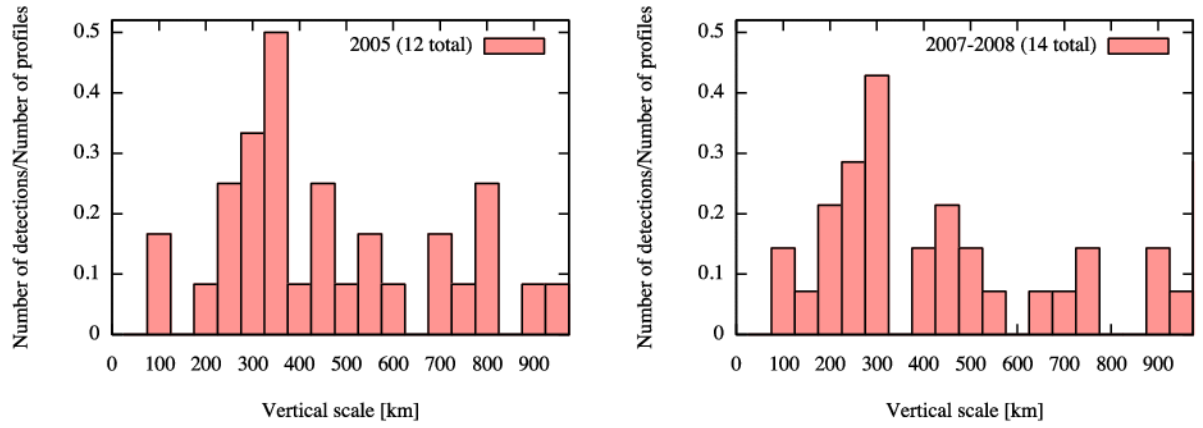 Number of detections/Number of profiles
0.5
0.4
0.3
0.2
0.1
0
2005 (12 total)
0 100 200 300 400 500 600 700 800 900
Vertical scale [km]
Number of detections/Number of profiles
0.5
0.4
0.3
0.2
0.1
0
2007-2008 (14 total)
0 100 200 300 400 500 600 700 800 900
Vertical scale [km]